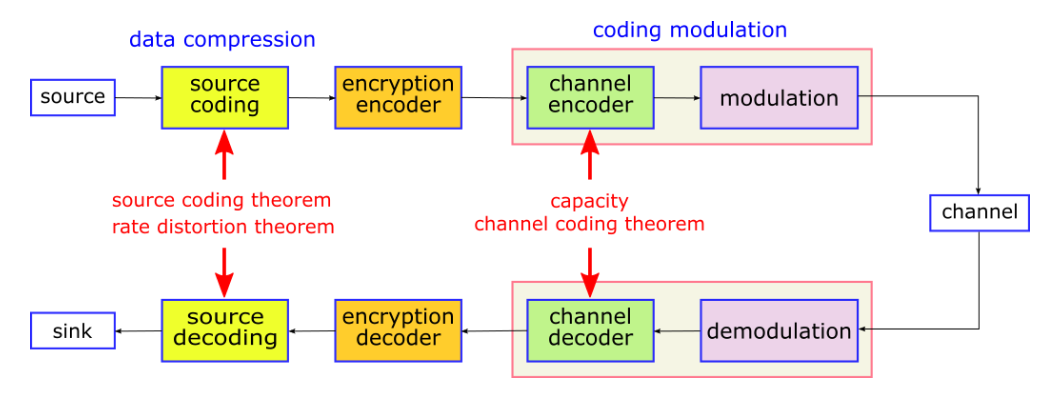 data compression
coding modulation
source
source
coding
encryption
encoder
channel
encoder
modulation
source coding theorem
rate distortion theorem
capacity
channel coding theorem
channel
sink
source
decoding
encryption
decoder
channel
decoder
demodulation